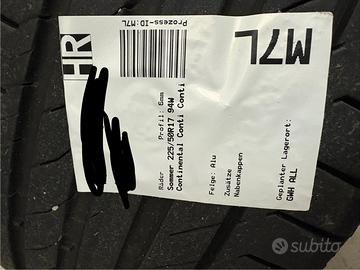 HR
Prozess-ID:M7L
M7L
Räder Profil: 6mm
Sommer 225/50R17 94W
Continental Conti Conti
Felge: Alu
Zusätze
Nabenkappen
Geplanter Lagerort:
GWH ALL
subito